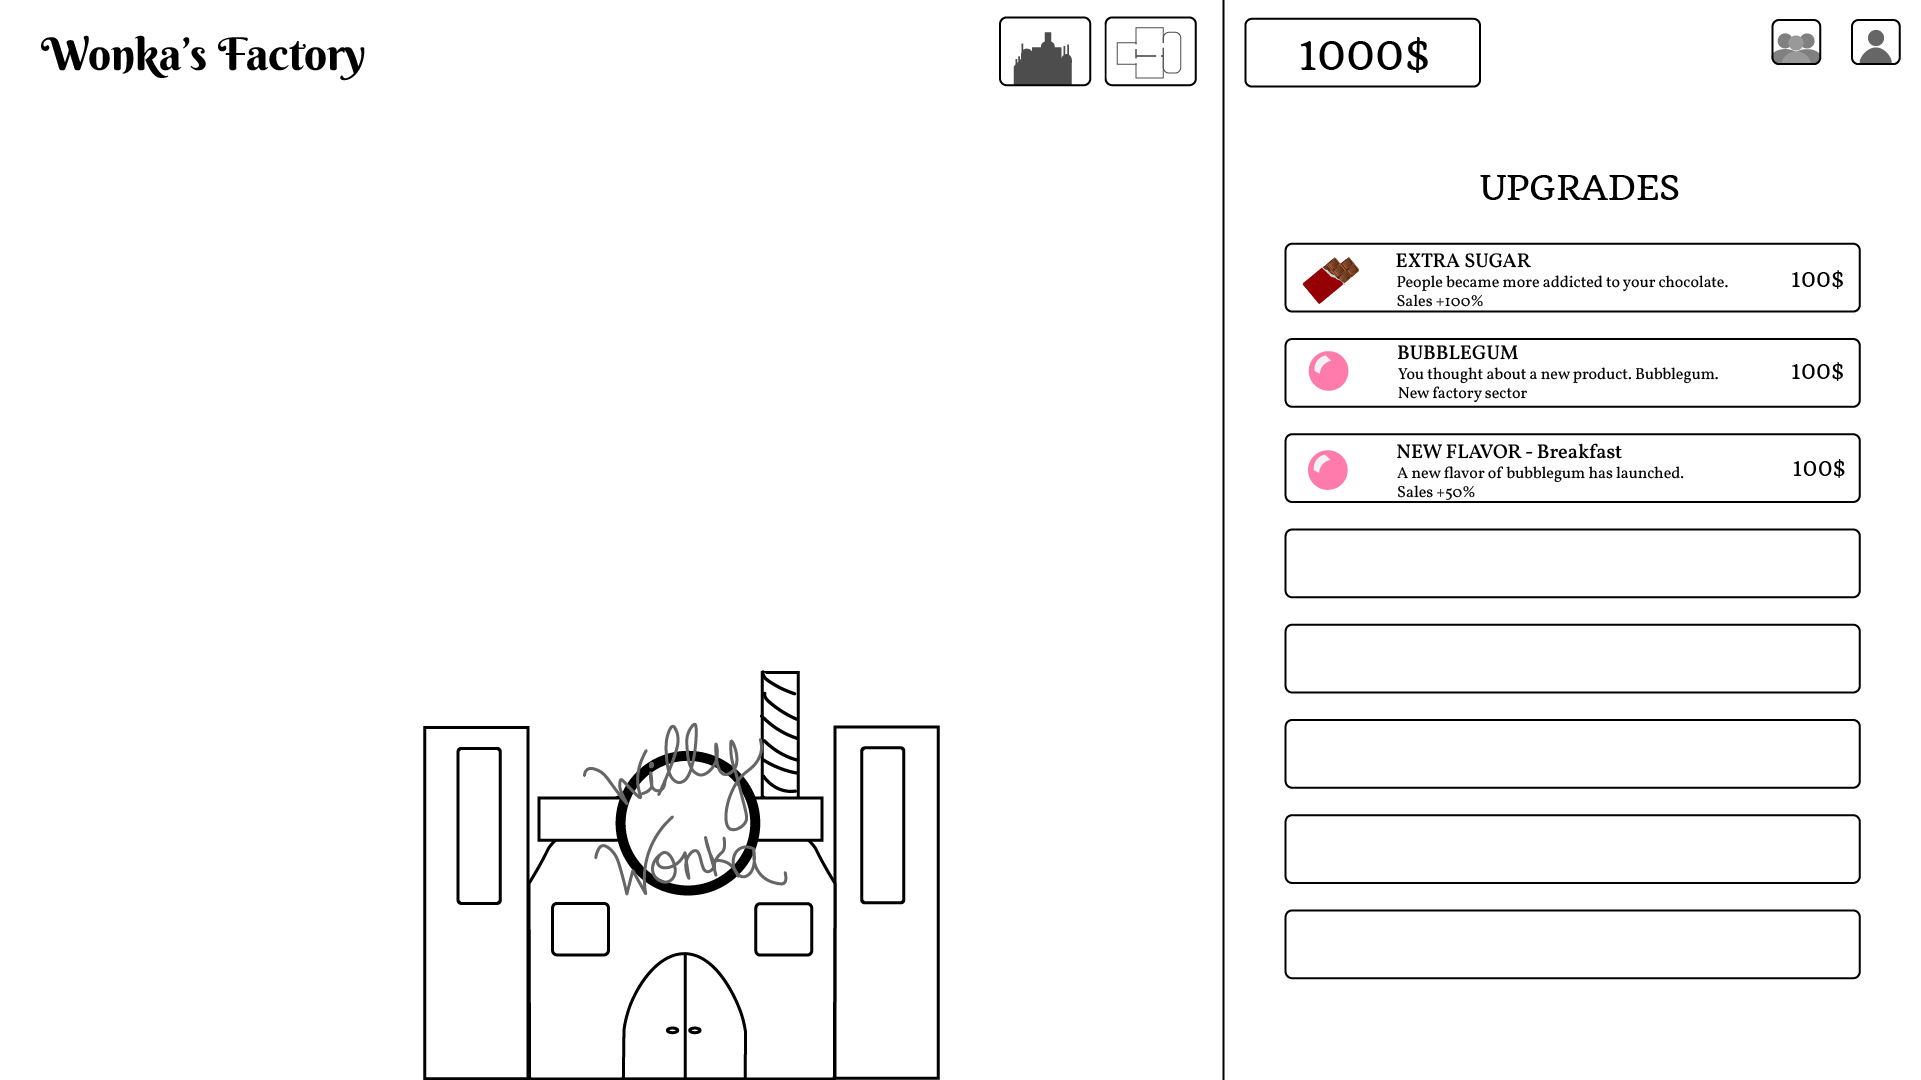 Wonka's Factory
1000$
UPGRADES
EXTRA SUGAR
People became more addicted to your chocolate.
Sales +100%
100$
BUBBLEGUM
You thought about a new product. Bubblegum.
New factory sector
100$
NEW FLAVOR - Breakfast
A new flavor of bubblegum has launched.
Sales +50%
100$
Willy
Wonka